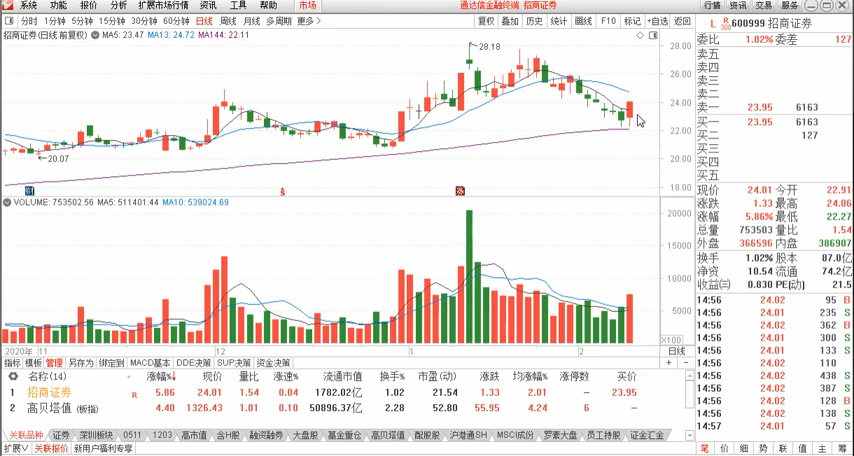 系统 功能 报价 分析 扩展市场行情 资讯 工具 帮助 市场 通达信金融终端 招商证券 行情 资讯 交易 服务
分时 1分钟 5分钟 15分钟 30分钟 60分钟 日线 周线 月线 多周期 更多> 复权 叠加 历史 统计 画线 F10 标记 +自选 返回
L R 300 600999 招商证券
招商证券(日线.前复权) MA5: 23.47 MA13: 24.72 MA144: 22.11
委比 1.02% 委差 127
卖五
卖四
卖三
卖二
卖一 23.95 6163
买一 23.95 6163
买二 127
买三
买四
买五
28.18
20.07
28.00
26.00
24.00
22.00
20.00
18.00
财
涨
现价 24.01 今开 22.91
涨跌 1.33 最高 24.06
涨幅 5.86% 最低 22.27
总量 753503 量比 1.54
外盘 366596 内盘 386907
换手 1.02% 股本 87.0亿
净资 10.54 流通 74.2亿
收益(三) 0.830 PE(动) 21.5
VOLUME: 753502.56 MA5: 511401.44 MA10: 539024.69
20000
15000
10000
5000
X100
2020年 11 12 1 2 日线
14:56 24.02 95 B
14:56 24.01 235 S
14:56 24.02 362 B
14:56 24.01 300 S
14:56 24.01 133 S
14:56 24.02 110
14:56 24.02 438 S
14:56 24.02 387 S
14:56 24.02 128 B
14:56 24.02 138 S
14:57 24.01 57 S
指标 模板 管理 另存为 绑定到 MACD基本 DDE决策 SUP决策 资金决策
名称(14) 涨幅%↓ 现价 量比 涨速% 流通市值 换手% 市盈(动) 涨跌 均涨幅% 涨停数 买价
1 招商证券 R 5.86 24.01 1.54 0.04 1782.02亿 1.02 21.54 1.33 2.01 – 23.95
2 高贝塔值 (板指) 4.40 1326.43 1.01 0.10 50896.37亿 2.28 52.80 55.95 4.24 6 –
关联品种 证券 深圳板块 0511 1203 高市值 含H股 融资融券 大盘股 基金重仓 高贝塔值 配股股 沪港通SH MSCI成份 罗素大盘 员工持股 证金汇金
扩展∨ 关联报价 新用户福利专享
笔 价 细 势 联 值 主 筹